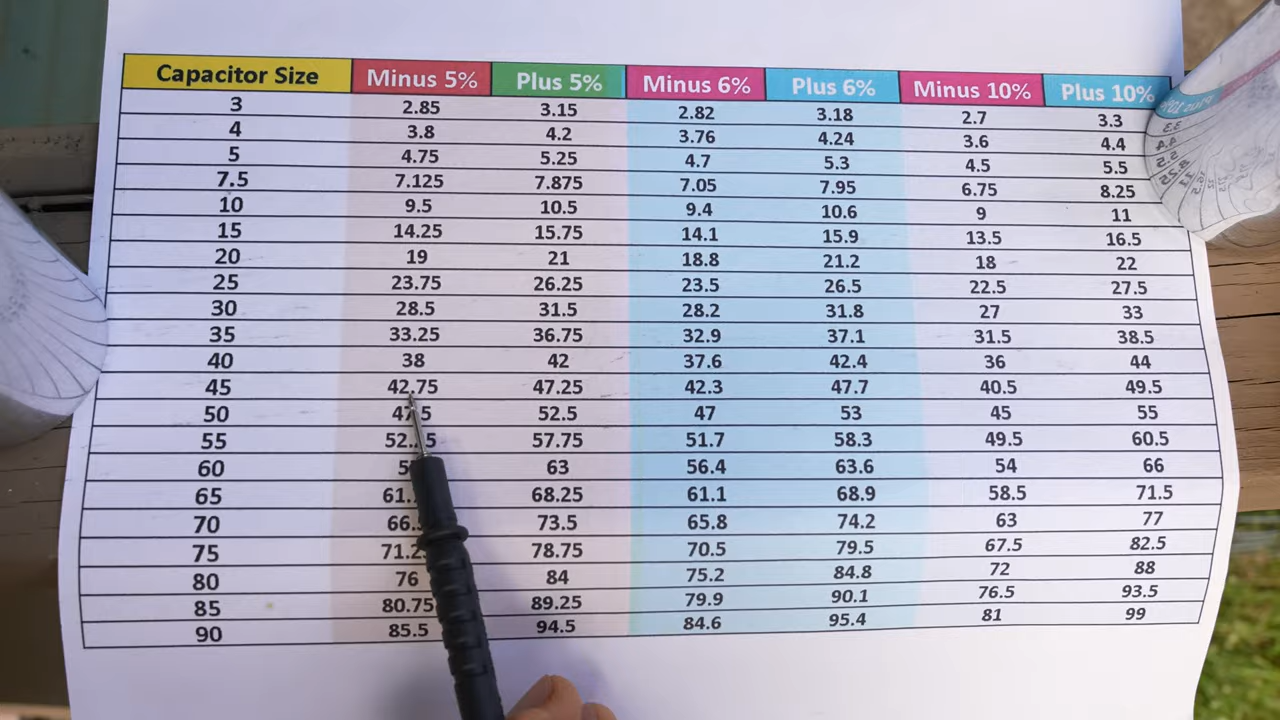 Capacitor Size Minus 5% Plus 5% Minus 6% Plus 6% Minus 10% Plus 10%
3 2.85 3.15 2.82 3.18 2.7 3.3
4 3.8 4.2 3.76 4.24 3.6 4.4
5 4.75 5.25 4.7 5.3 4.5 5.5
7.5 7.125 7.875 7.05 7.95 6.75 8.25
10 9.5 10.5 9.4 10.6 9 11
15 14.25 15.75 14.1 15.9 13.5 16.5
20 19 21 18.8 21.2 18 22
25 23.75 26.25 23.5 26.5 22.5 27.5
30 28.5 31.5 28.2 31.8 27 33
35 33.25 36.75 32.9 37.1 31.5 38.5
40 38 42 37.6 42.4 36 44
45 42.75 47.25 42.3 47.7 40.5 49.5
50 52.5 47 53 45 55
55 57.75 51.7 58.3 49.5 60.5
60 63 56.4 63.6 54 66
65 68.25 61.1 68.9 58.5 71.5
70 73.5 65.8 74.2 63 77
75 78.75 70.5 79.5 67.5 82.5
80 76 84 75.2 84.8 72 88
85 80.75 89.25 79.9 90.1 76.5 93.5
90 85.5 94.5 84.6 95.4 81 99